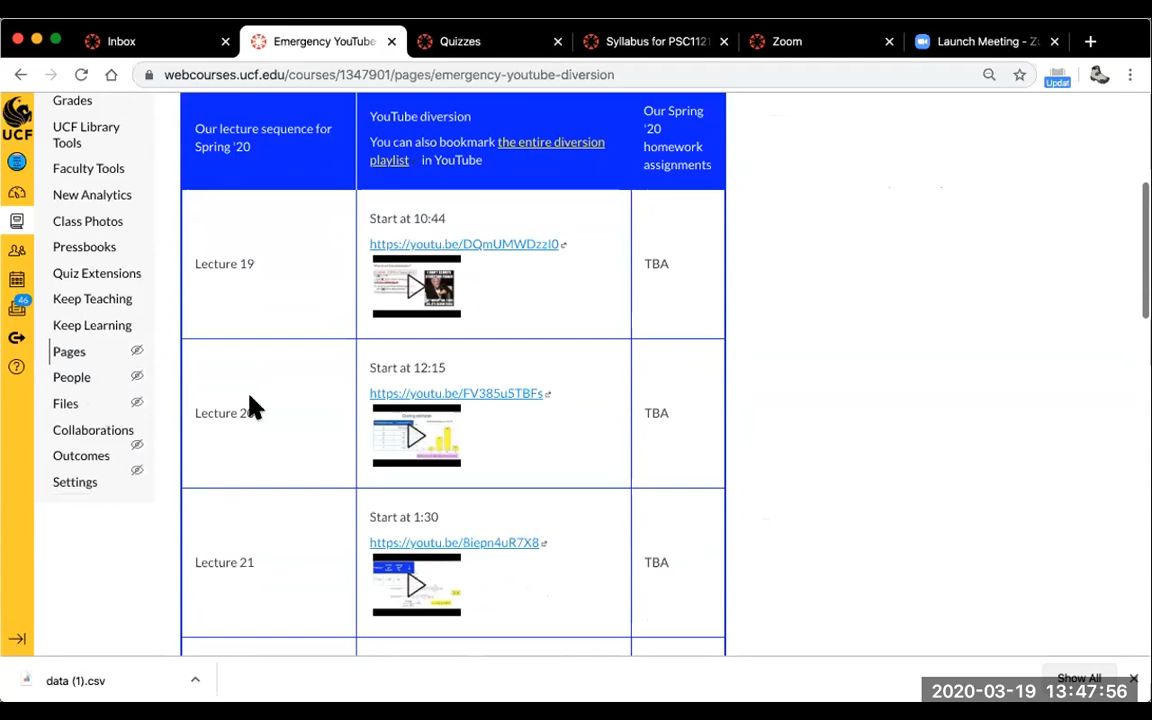 Inbox
Emergency YouTube
Quizzes
Syllabus for PSC1121
Zoom
Launch Meeting - Zo
webcourses.ucf.edu/courses/1347901/pages/emergency-youtube-diversion
Updat
UCF
46
Grades
UCF Library
Tools
Faculty Tools
New Analytics
Class Photos
Pressbooks
Quiz Extensions
Keep Teaching
Keep Learning
Pages
People
Files
Collaborations
Outcomes
Settings
Our lecture sequence for
Spring '20
YouTube diversion
You can also bookmark the entire diversion
playlist in YouTube
Our Spring
'20
homework
assignments
Lecture 19
Start at 10:44
https://youtu.be/DQmUMWDzzI0
TBA
Lecture 20
Start at 12:15
https://youtu.be/FV385u5TBFs
TBA
Lecture 21
Start at 1:30
https://youtu.be/8iepn4uR7X8
TBA
data (1).csv
Show All
2020-03-19 13:47:56